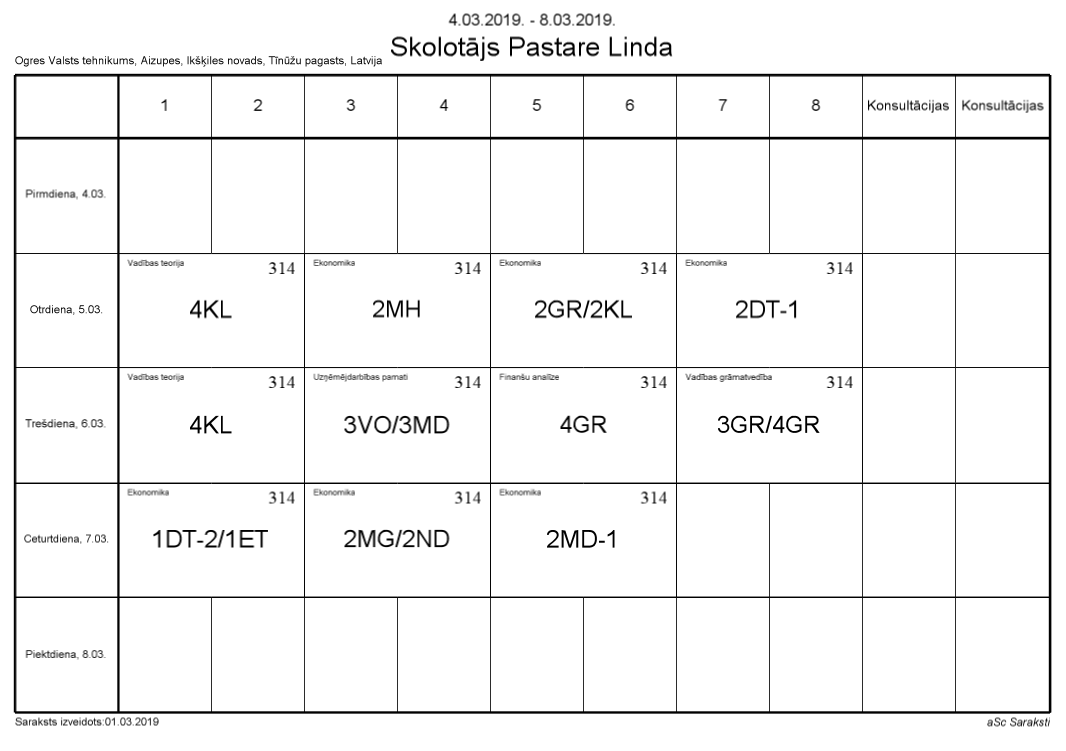 4.03.2019. - 8.03.2019.
Skolotājs Pastare Linda
Ogres Valsts tehnikums, Aizupes, Ikšķiles novads, Tīnūžu pagasts, Latvija
1 2 3 4 5 6 7 8 Konsultācijas Konsultācijas
Pirmdiena, 4.03.
Vadības teorija 314 Ekonomika 314 Ekonomika 314 Ekonomika 314
Otrdiena, 5.03. 4KL 2MH 2GR/2KL 2DT-1
Vadības teorija 314 Uzņēmējdarbības pamati 314 Finanšu analīze 314 Vadības grāmatvedība 314
Trešdiena, 6.03. 4KL 3VO/3MD 4GR 3GR/4GR
Ekonomika 314 Ekonomika 314 Ekonomika 314
Ceturtdiena, 7.03. 1DT-2/1ET 2MG/2ND 2MD-1
Piektdiena, 8.03.
Saraksts izveidots:01.03.2019 aSc Saraksti